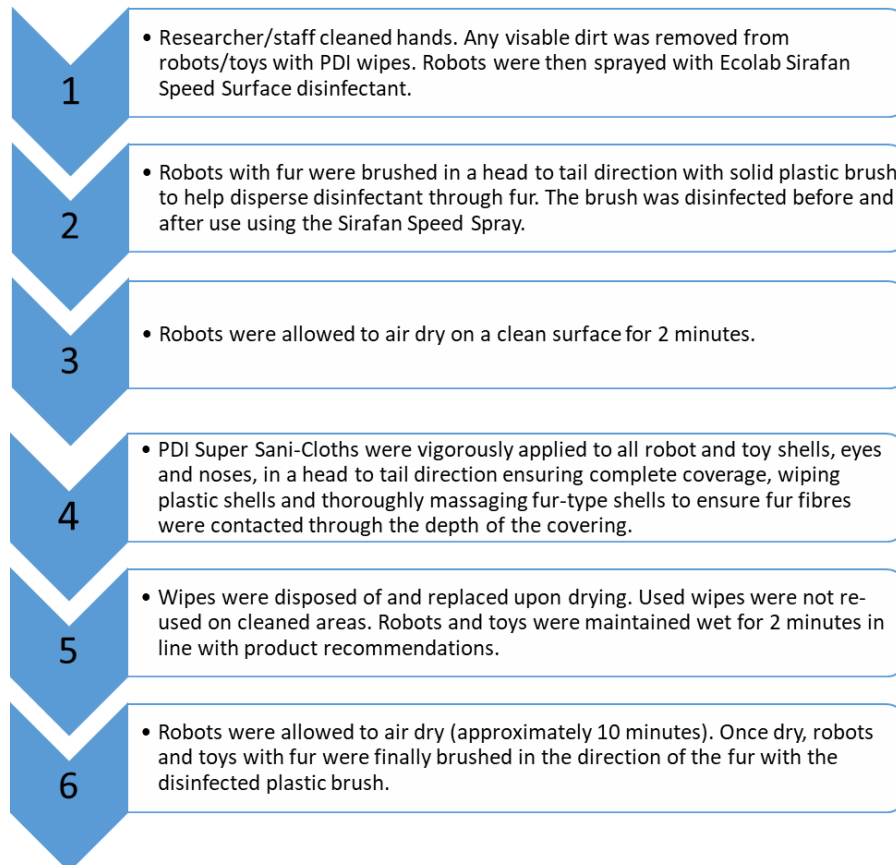 1
• Researcher/staff cleaned hands. Any visable dirt was removed from
robots/toys with PDI wipes. Robots were then sprayed with Ecolab Sirafan
Speed Surface disinfectant.
2
• Robots with fur were brushed in a head to tail direction with solid plastic brush
to help disperse disinfectant through fur. The brush was disinfected before and
after use using the Sirafan Speed Spray.
3
• Robots were allowed to air dry on a clean surface for 2 minutes.
4
• PDI Super Sani-Cloths were vigorously applied to all robot and toy shells, eyes
and noses, in a head to tail direction ensuring complete coverage, wiping
plastic shells and thoroughly massaging fur-type shells to ensure fur fibres
were contacted through the depth of the covering.
5
• Wipes were disposed of and replaced upon drying. Used wipes were not re-
used on cleaned areas. Robots and toys were maintained wet for 2 minutes in
line with product recommendations.
6
• Robots were allowed to air dry (approximately 10 minutes). Once dry, robots
and toys with fur were finally brushed in the direction of the fur with the
disinfected plastic brush.